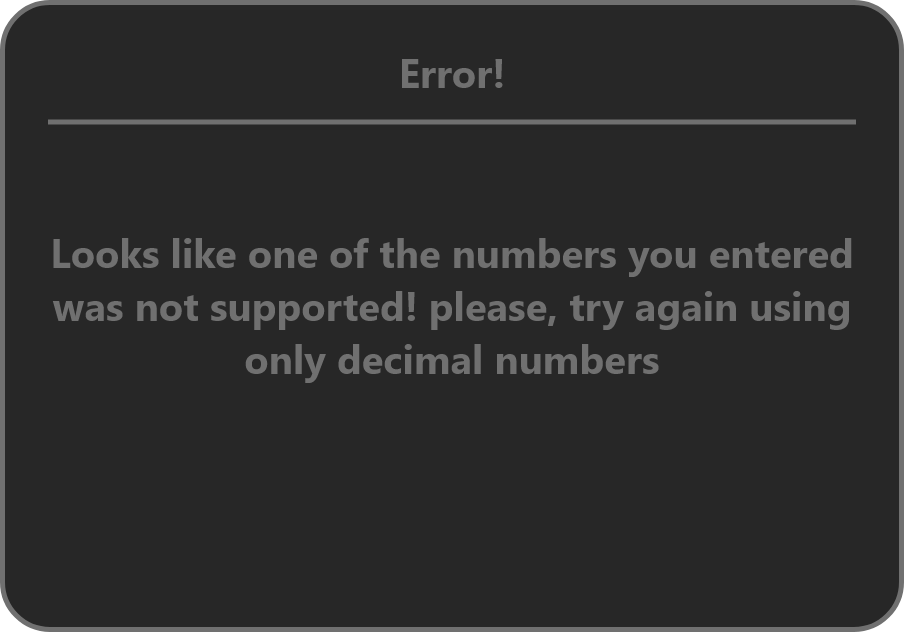 Error!
Looks like one of the numbers you entered
was not supported! please, try again using
only decimal numbers